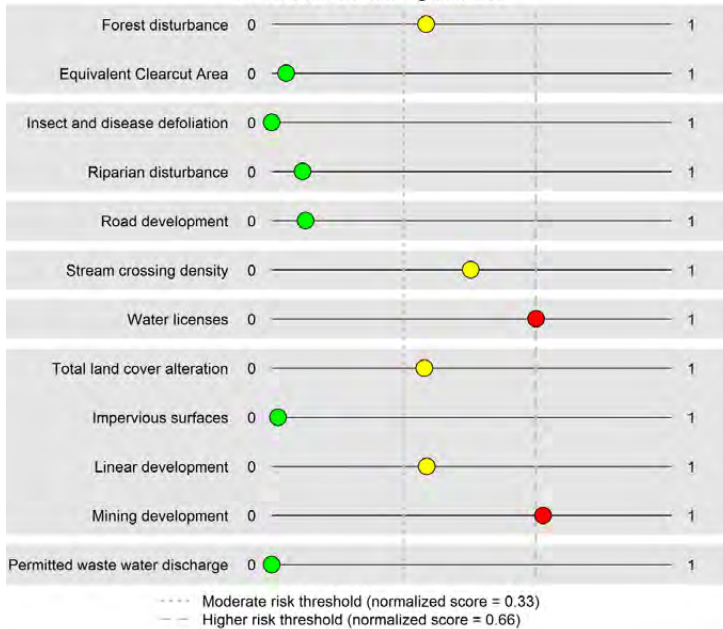 Forest disturbance 0 1
Equivalent Clearcut Area 0 1
Insect and disease defoliation 0 1
Riparian disturbance 0 1
Road development 0 1
Stream crossing density 0 1
Water licenses 0 1
Total land cover alteration 0 1
Impervious surfaces 0 1
Linear development 0 1
Mining development 0 1
Permitted waste water discharge 0 1
Moderate risk threshold (normalized score = 0.33)
Higher risk threshold (normalized score = 0.66)